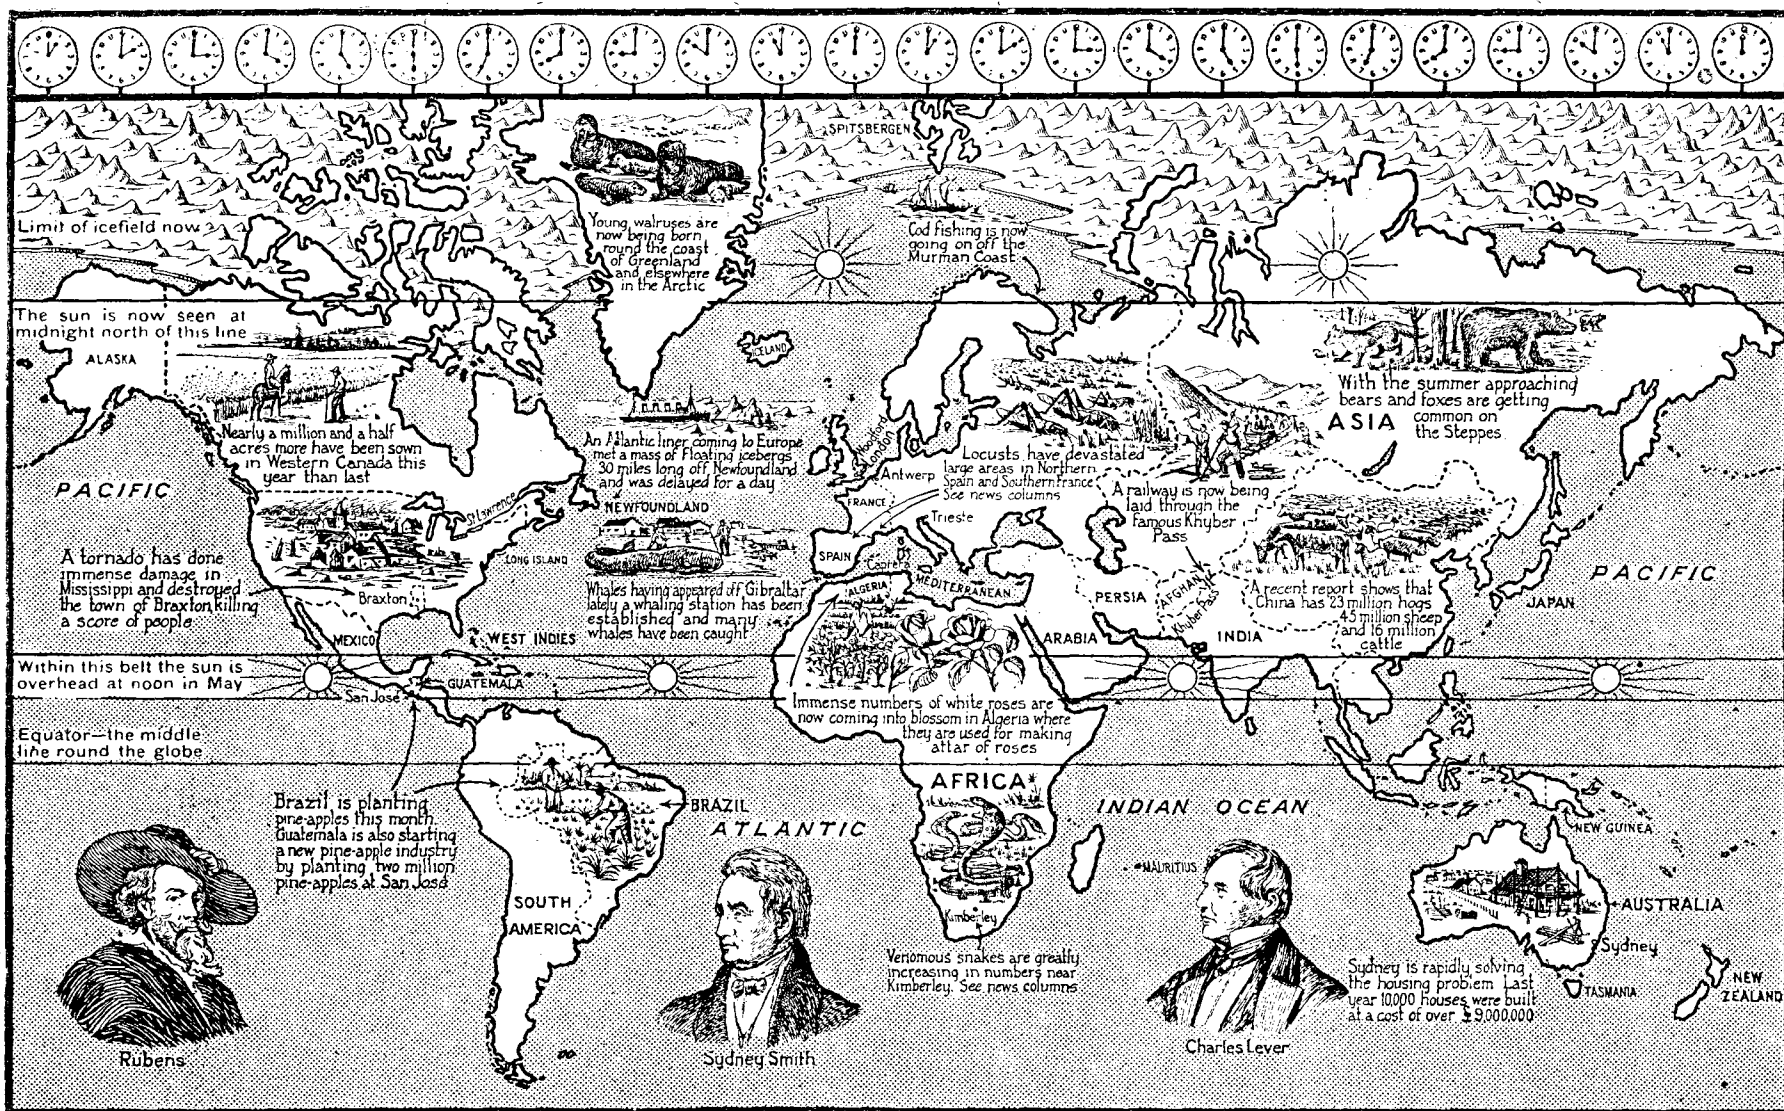 SPITSBERGEN
Limit of icefield now
Young walruses are
now being born
round the coast
of Greenland
and elsewhere
in the Arctic
Cod fishing is now
going on off the
Murman Coast
The sun is now seen at
midnight north of this line
ALASKA
ICELAND
Nearly a million and a half
acres more have been sown
in Western Canada this
year than last
An Atlantic liner coming to Europe
met a mass of floating icebergs
30 miles long off Newfoundland
and was delayed for a day
NEWFOUNDLAND
Woodford
London
Antwerp
FRANCE
Trieste
SPAIN
Caprera
Locusts have devastated
large areas in Northern
Spain and Southern France
See news columns
With the summer approaching
bears and foxes are getting
common on
the Steppes
ASIA
A railway is now being
laid through the
famous Khyber
Pass
PACIFIC
St Lawrence
LONG ISLAND
A tornado has done
immense damage in
Mississippi and destroyed
the town of Braxton killing
a score of people
Braxton
MEXICO
WEST INDIES
Whales having appeared off Gibraltar
lately a whaling station has been
established and many
whales have been caught
ALGERIA
MEDITERRANEAN
PERSIA
AFGHAN
Khyber Pass
ARABIA
INDIA
A recent report shows that
China has 23 million hogs
45 million sheep
and 16 million
cattle
PACIFIC
JAPAN
Within this belt the sun is
overhead at noon in May
San José
GUATEMALA
Immense numbers of white roses are
now coming into blossom in Algeria where
they are used for making
attar of roses
Equator—the middle
line round the globe
Brazil is planting
pine-apples this month.
Guatemala is also starting
a new pine-apple industry
by planting two million
pine-apples at San José
BRAZIL
ATLANTIC
AFRICA
INDIAN OCEAN
NEW GUINEA
MAURITIUS
SOUTH
AMERICA
Kimberley
Venomous snakes are greatly
increasing in numbers near
Kimberley. See news columns
AUSTRALIA
Sydney
Sydney is rapidly solving
the housing problem Last
year 10,000 houses were built
at a cost of over £9,000,000
TASMANIA
NEW
ZEALAND
Rubens
Sydney Smith
Charles Lever